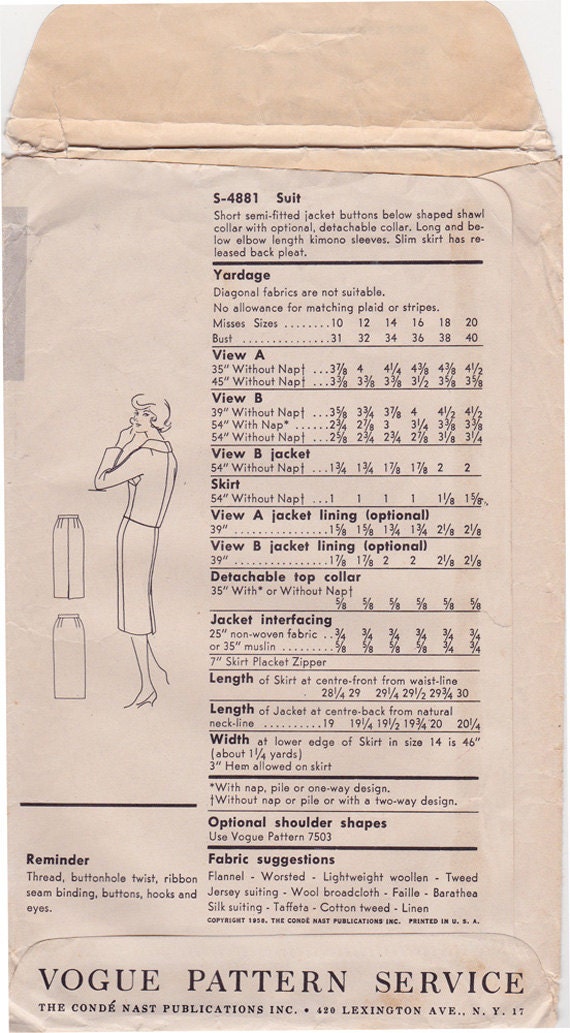 S-4881 Suit
Short semi-fitted jacket buttons below shaped shawl
collar with optional, detachable collar. Long and be-
low elbow length kimono sleeves. Slim skirt has re-
leased back pleat.
Yardage
Diagonal fabrics are not suitable.
No allowance for matching plaid or stripes.
Misses Sizes ........10 12 14 16 18 20
Bust ...............31 32 34 36 38 40
View A
35" Without Nap† ...3⅞ 4 4¼ 4⅜ 4⅜ 4½
45" Without Nap† ...3⅜ 3⅜ 3⅜ 3½ 3⅝ 3⅝
View B
39" Without Nap† ...3⅝ 3¾ 3⅞ 4 4½ 4½
54" With Nap* ......2¾ 2⅞ 3 3¼ 3⅜ 3⅜
54" Without Nap† ...2⅝ 2¾ 2¾ 2⅞ 3⅛ 3¼
View B jacket
54" Without Nap† ...1¾ 1¾ 1⅞ 1⅞ 2 2
Skirt
54" Without Nap† ...1 1 1 1 1⅛ 1⅝
View A jacket lining (optional)
39" ................1⅝ 1⅝ 1¾ 1¾ 2⅛ 2⅛
View B jacket lining (optional)
39" ................1⅞ 1⅞ 2 2 2⅛ 2⅛
Detachable top collar
35" With* or Without Nap†
⅝ ⅝ ⅝ ⅝ ⅝ ⅝
Jacket interfacing
25" non-woven fabric ..¾ ¾ ¾ ¾ ¾ ¾
or 35" muslin .........⅝ ⅝ ⅝ ⅝ ¾ ¾
7" Skirt Placket Zipper
Length of Skirt at centre-front from waist-line
28¼ 29 29¼ 29½ 29¾ 30
Length of Jacket at centre-back from natural
neck-line ..........19 19¼ 19½ 19¾ 20 20¼
Width at lower edge of Skirt in size 14 is 46"
(about 1¼ yards)
3" Hem allowed on skirt
*With nap, pile or one-way design.
†Without nap or pile or with a two-way design.
Optional shoulder shapes
Use Vogue Pattern 7503
Reminder
Thread, buttonhole twist, ribbon
seam binding, buttons, hooks and
eyes.
Fabric suggestions
Flannel - Worsted - Lightweight woollen - Tweed
Jersey suiting - Wool broadcloth - Faille - Barathea
Silk suiting - Taffeta - Cotton tweed - Linen
COPYRIGHT 1958, THE CONDÉ NAST PUBLICATIONS INC. PRINTED IN U. S. A.
VOGUE PATTERN SERVICE
THE CONDÉ NAST PUBLICATIONS INC. • 420 LEXINGTON AVE., N. Y. 17